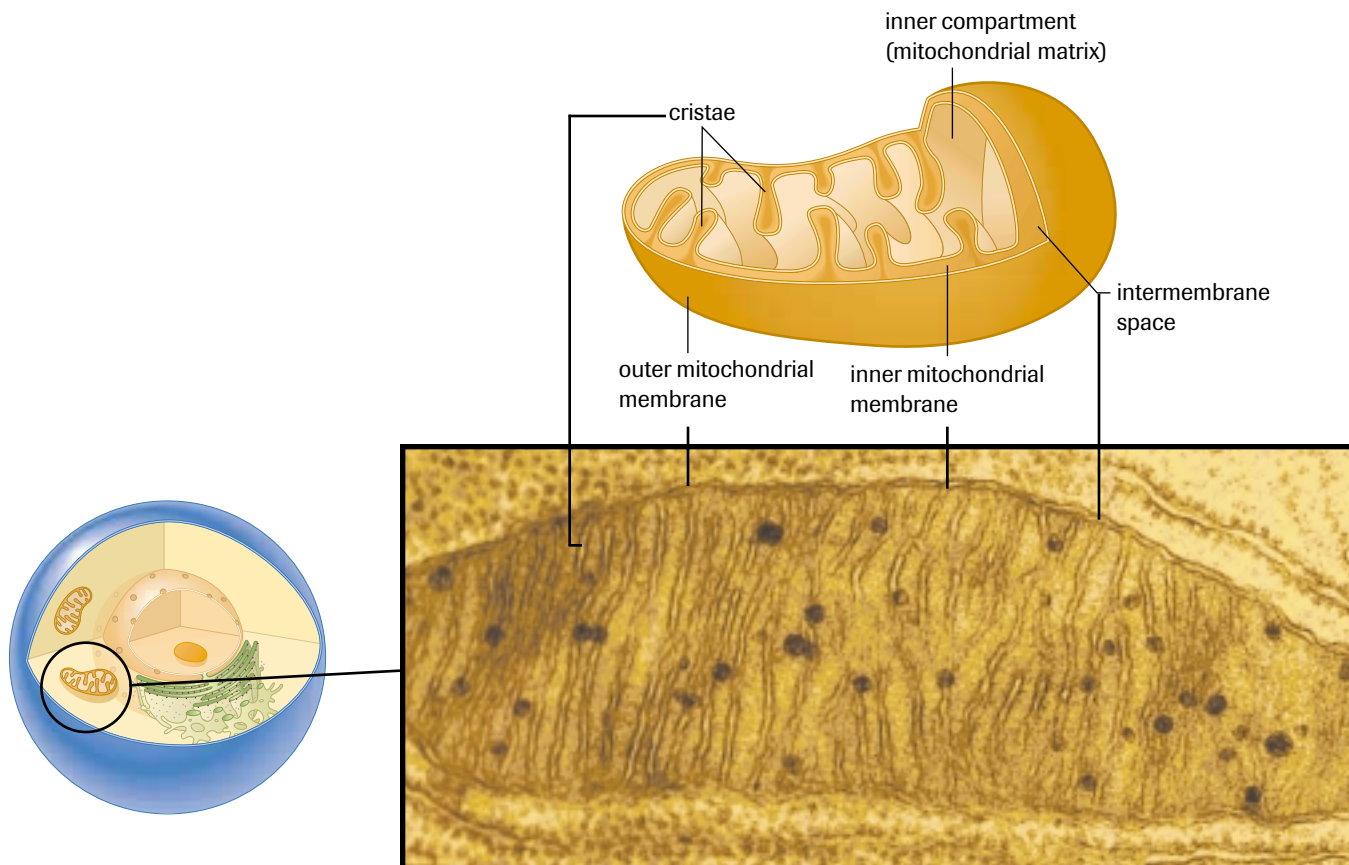 inner compartment
(mitochondrial matrix)
cristae
intermembrane
space
outer mitochondrial
membrane
inner mitochondrial
membrane